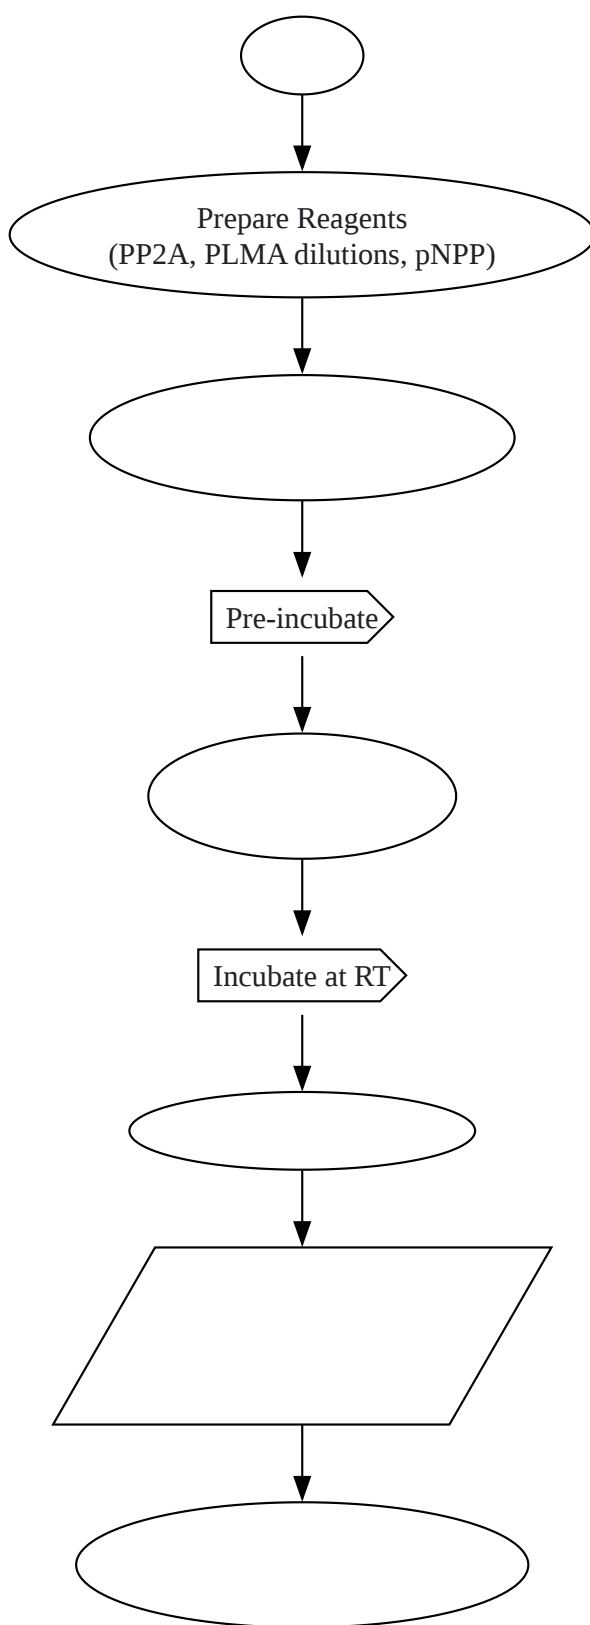 Prepare Reagents
(PP2A, PLMA dilutions, pNPP)
Pre-incubate
Incubate at RT